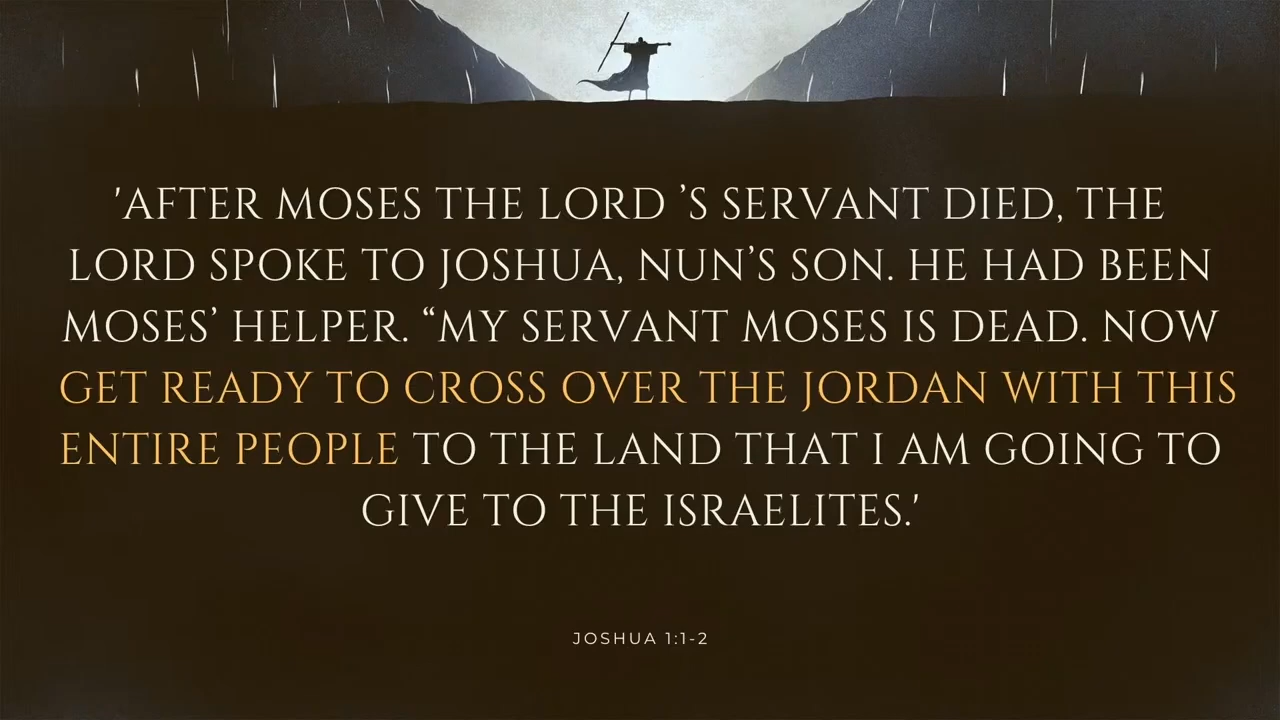 'AFTER MOSES THE LORD ’S SERVANT DIED, THE
LORD SPOKE TO JOSHUA, NUN’S SON. HE HAD BEEN
MOSES’ HELPER. “MY SERVANT MOSES IS DEAD. NOW
GET READY TO CROSS OVER THE JORDAN WITH THIS
ENTIRE PEOPLE TO THE LAND THAT I AM GOING TO
GIVE TO THE ISRAELITES.'
JOSHUA 1:1-2